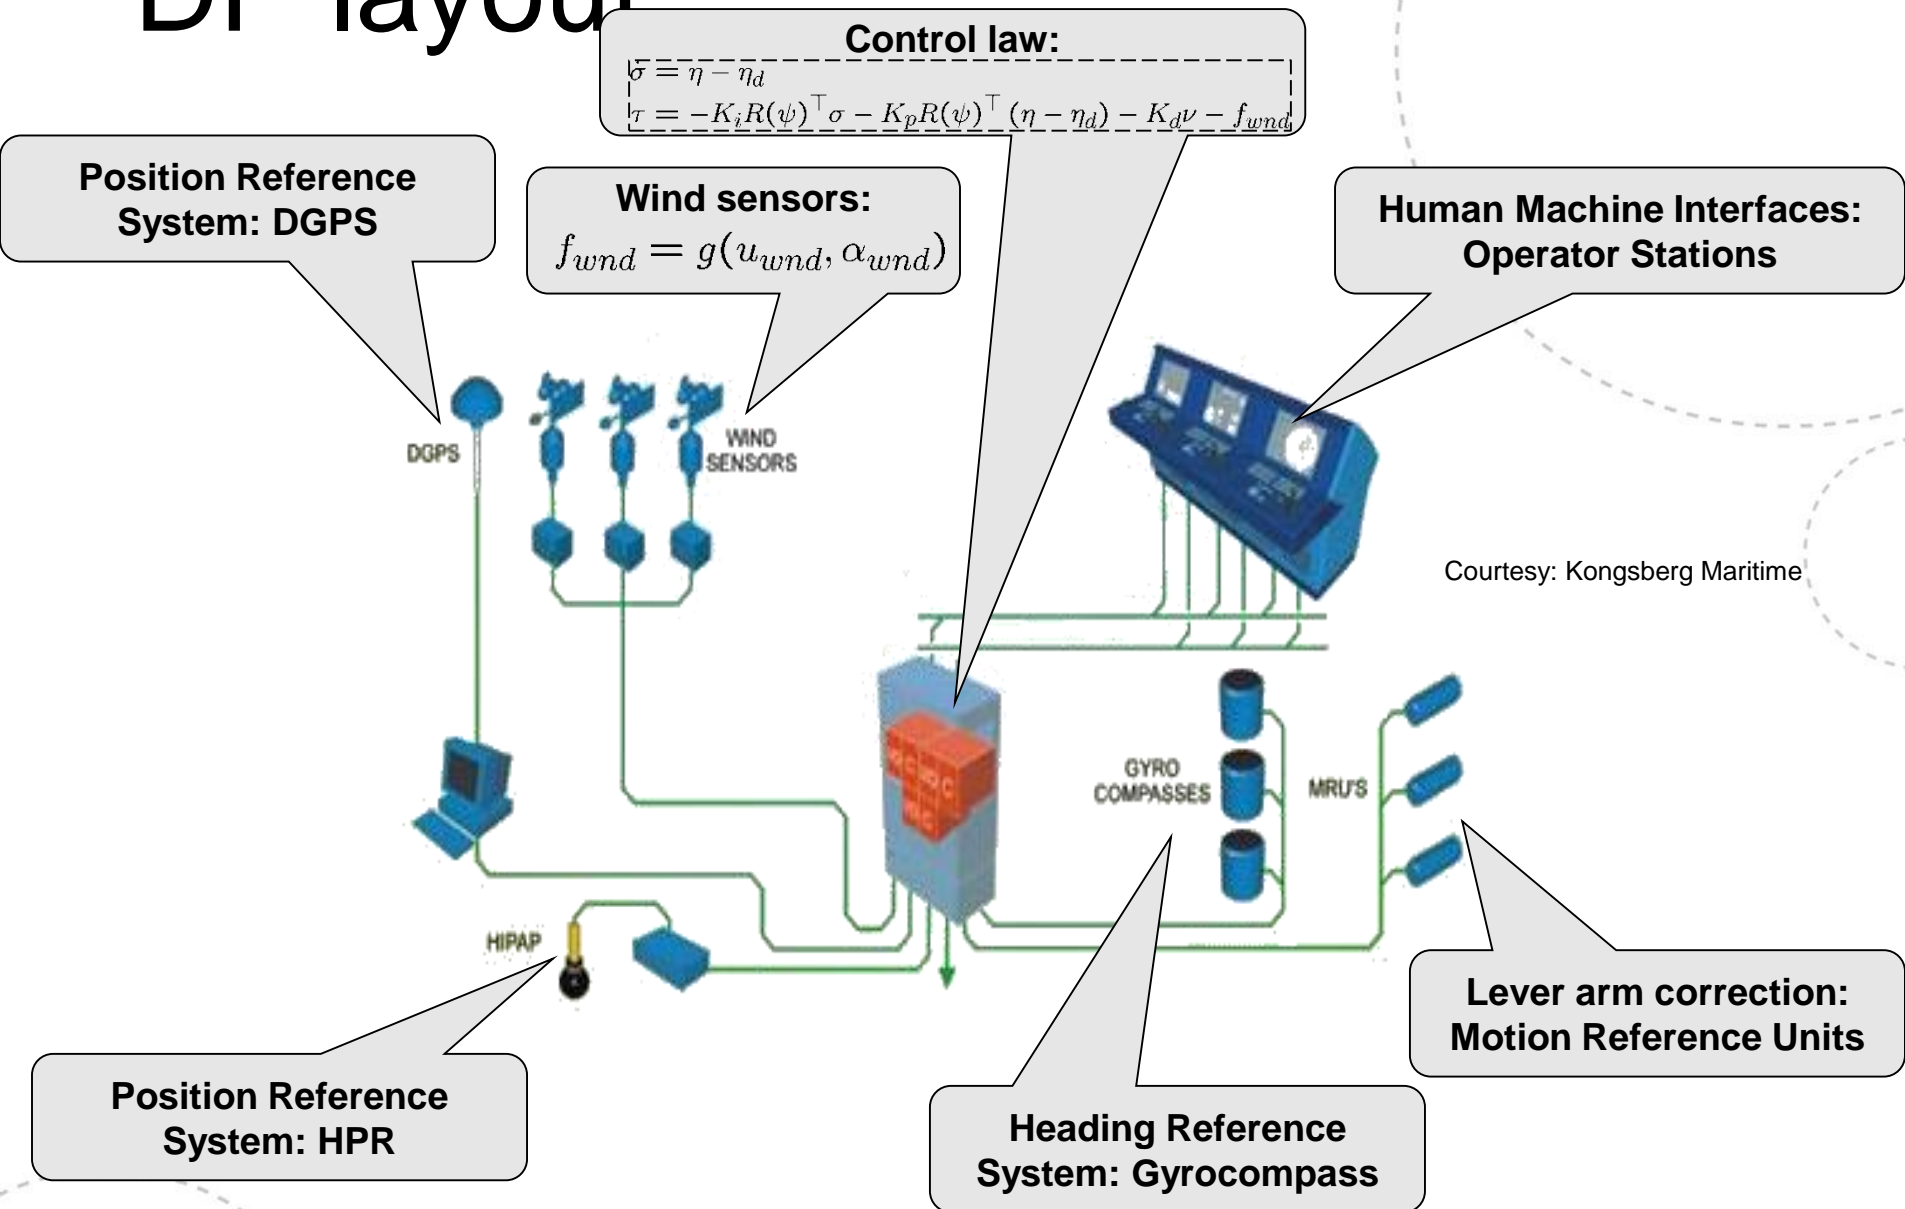 DP layout
Control law:
σ̇ = η − η_d
τ = −K_i R(ψ)^⊤ σ − K_p R(ψ)^⊤ (η − η_d) − K_d ν − f_wnd
Position Reference
System: DGPS
Wind sensors:
f_wnd = g(u_wnd, α_wnd)
Human Machine Interfaces:
Operator Stations
DGPS
WIND
SENSORS
Courtesy: Kongsberg Maritime
GYRO
COMPASSES
MRU'S
HIPAP
Lever arm correction:
Motion Reference Units
Position Reference
System: HPR
Heading Reference
System: Gyrocompass